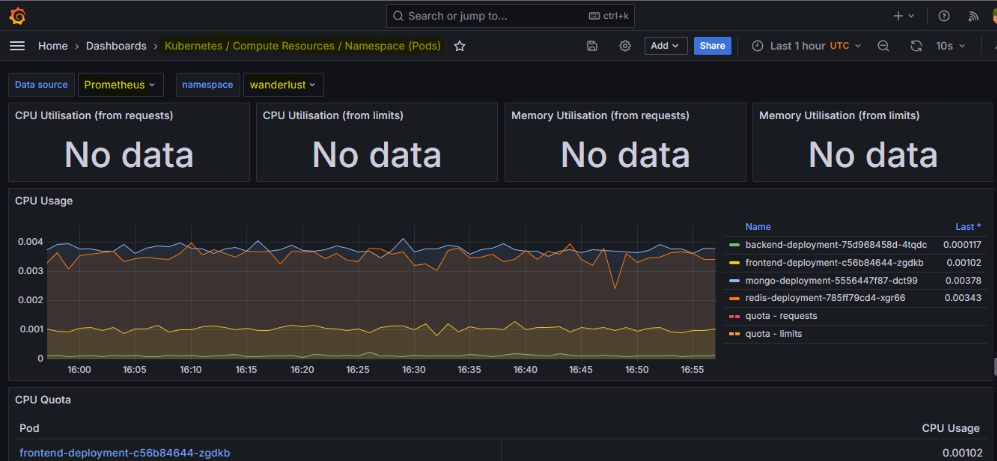 Search or jump to... ctrl+k
Home > Dashboards > Kubernetes / Compute Resources / Namespace (Pods) Add Share Last 1 hour UTC 10s
Data source Prometheus namespace wanderlust
CPU Utilisation (from requests) CPU Utilisation (from limits) Memory Utilisation (from requests) Memory Utilisation (from limits)
No data No data No data No data
CPU Usage
Name Last *
0.004
0.003
0.002
0.001
0
16:00 16:05 16:10 16:15 16:20 16:25 16:30 16:35 16:40 16:45 16:50 16:55
backend-deployment-75d968458d-4tqdc 0.000117
frontend-deployment-c56b84644-zgdkb 0.00102
mongo-deployment-5556447f87-dct99 0.00378
redis-deployment-785ff79cd4-xgr66 0.00343
quota - requests
quota - limits
CPU Quota
Pod CPU Usage
frontend-deployment-c56b84644-zgdkb 0.00102